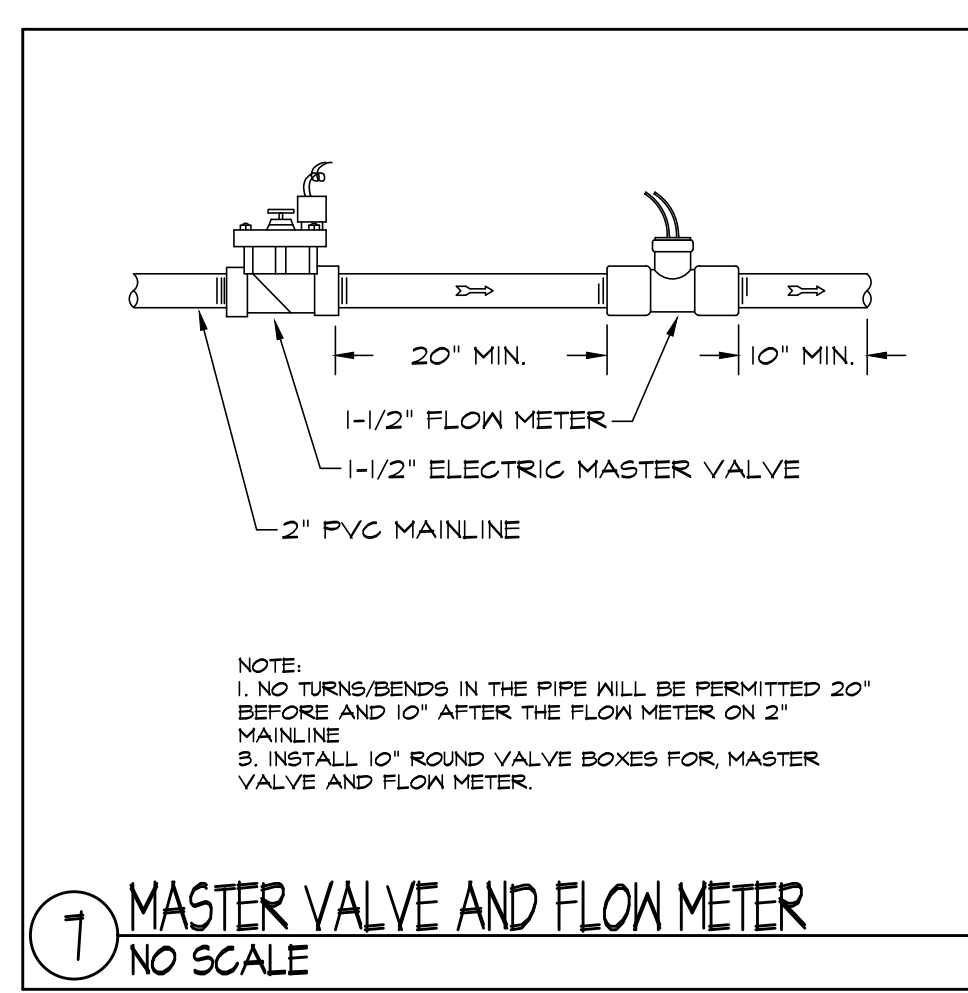 20" MIN.
10" MIN.
1-1/2" FLOW METER
1-1/2" ELECTRIC MASTER VALVE
2" PVC MAINLINE
NOTE:
1. NO TURNS/BENDS IN THE PIPE WILL BE PERMITTED 20"
BEFORE AND 10" AFTER THE FLOW METER ON 2"
MAINLINE
3. INSTALL 10" ROUND VALVE BOXES FOR, MASTER
VALVE AND FLOW METER.
7
MASTER VALVE AND FLOW METER
NO SCALE